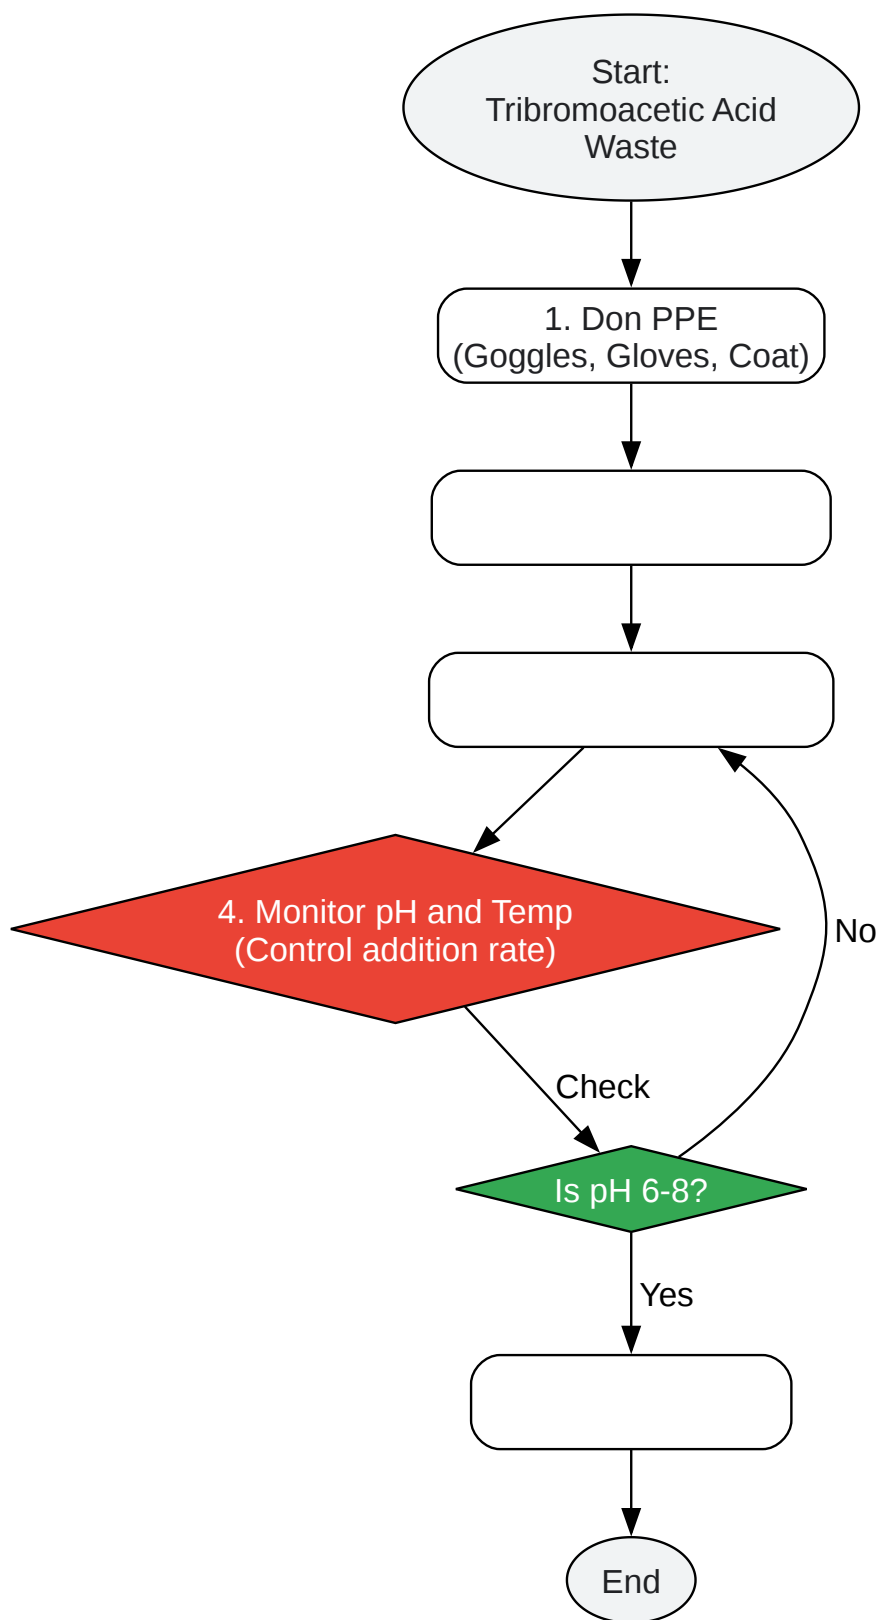 Start:
Tribromoacetic Acid
Waste
1. Don PPE
(Goggles, Gloves, Coat)
4. Monitor pH and Temp
(Control addition rate)
No
Check
Is pH 6-8?
Yes
End